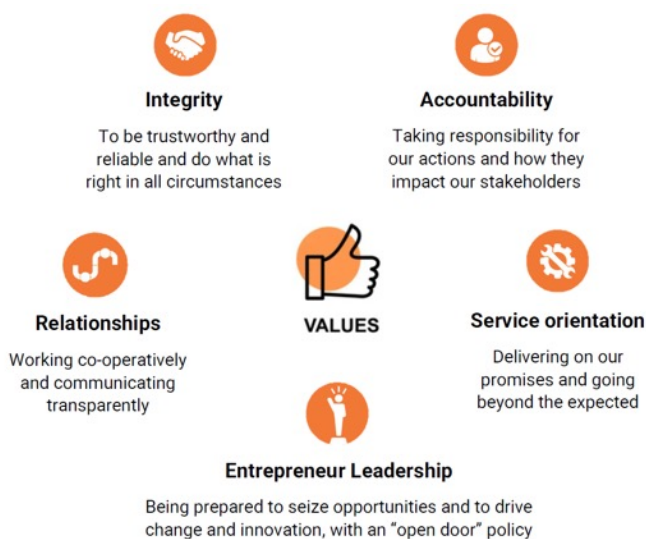 Integrity
To be trustworthy and
reliable and do what is
right in all circumstances
Accountability
Taking responsibility for
our actions and how they
impact our stakeholders
Relationships
Working co-operatively
and communicating
transparently
VALUES
Service orientation
Delivering on our
promises and going
beyond the expected
Entrepreneur Leadership
Being prepared to seize opportunities and to drive
change and innovation, with an “open door” policy